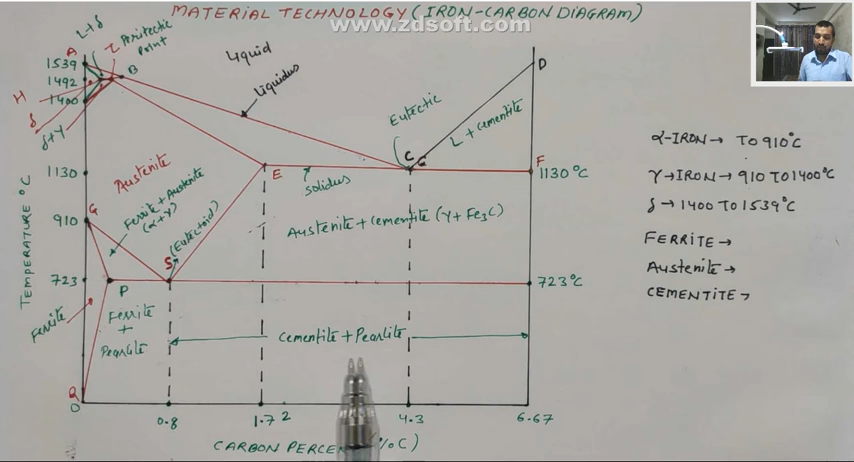 MATERIAL TECHNOLOGY (IRON-CARBON DIAGRAM)
www.zdsoft.com
L+δ
Peritectic
Point
Liquid
A
1539
B
D
1492
liquidus
H
1400
δ
δ+γ
Eutectic
L + cementite
α-IRON → TO 910°C
Austenite
C
E
F
1130
solidus
1130°C
γ → IRON → 910 TO 1400°C
TEMPERATURE °C
Ferrite + Austenite
(α+γ)
δ → 1400 TO 1539°C
910
G
(Eutectoid)
Austenite + cementite (γ + Fe3C)
FERRITE →
S
Austenite →
723
P
723°C
CEMENTITE →
Ferrite
Ferrite
+
Pearlite
Cementite + Pearlite
Q
0
0.8
1.7
2
4.3
6.67
CARBON PERCEN (%C)